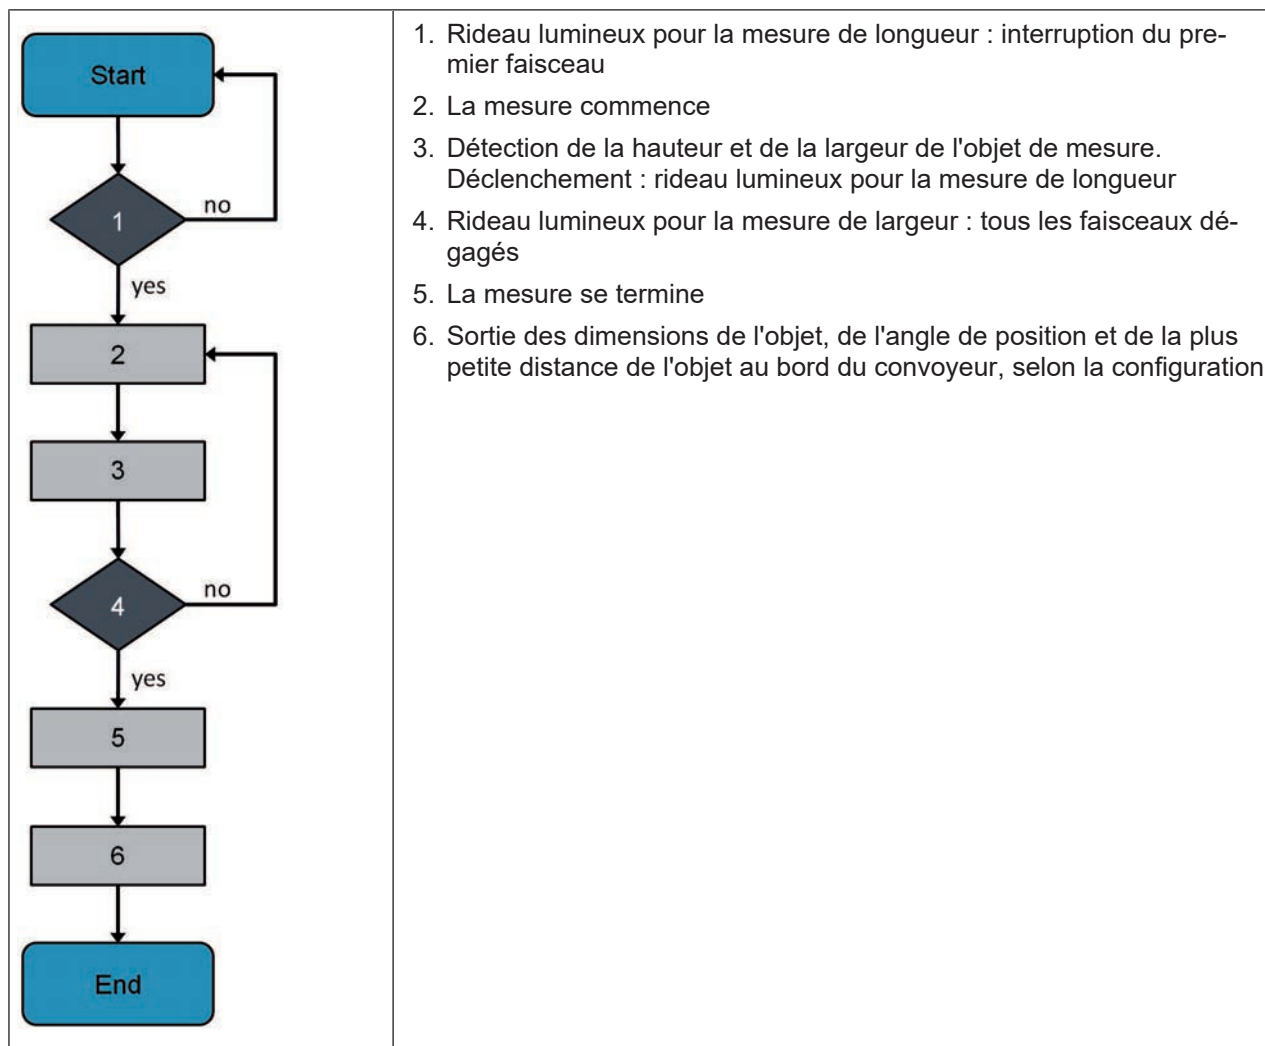 Start
1
no
yes
2
3
4
no
yes
5
6
End
1. Rideau lumineux pour la mesure de longueur : interruption du pre-
mier faisceau
2. La mesure commence
3. Détection de la hauteur et de la largeur de l'objet de mesure.
Déclenchement : rideau lumineux pour la mesure de longueur
4. Rideau lumineux pour la mesure de largeur : tous les faisceaux dé-
gagés
5. La mesure se termine
6. Sortie des dimensions de l'objet, de l'angle de position et de la plus
petite distance de l'objet au bord du convoyeur, selon la configuration